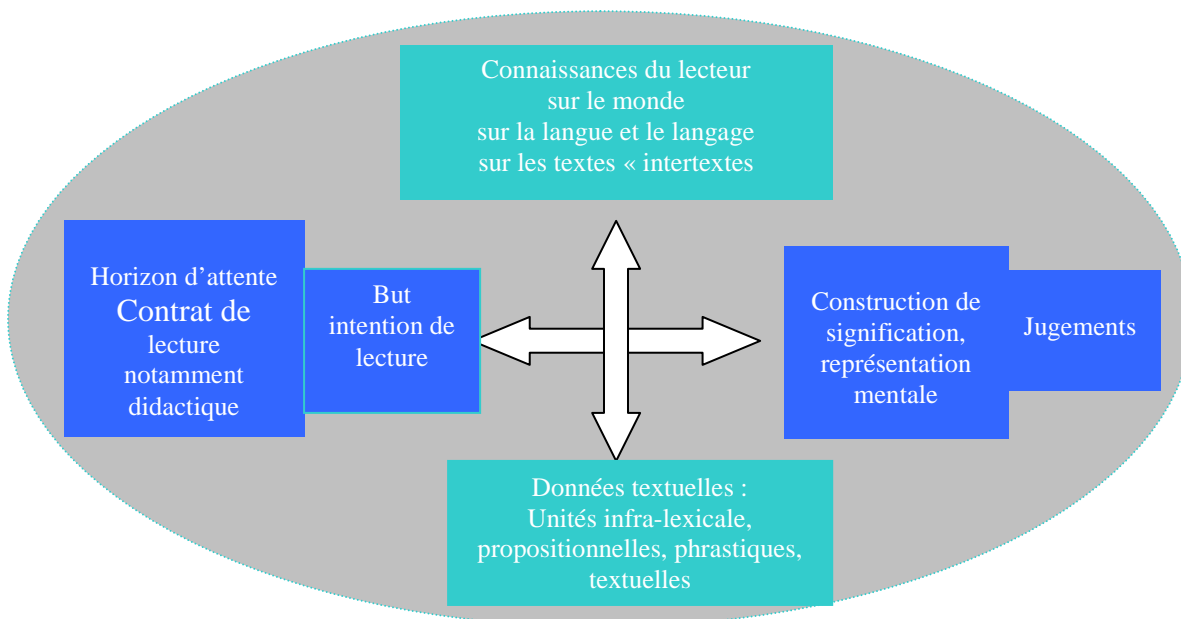 Connaissances du lecteur
sur le monde
sur la langue et le langage
sur les textes « intertextes
Horizon d'attente
Contrat de
lecture
notamment
didactique
But
intention de
lecture
Construction de
signification,
représentation
mentale
Jugements
Données textuelles :
Unités infra-lexicale,
propositionnelles, phrastiques,
textuelles